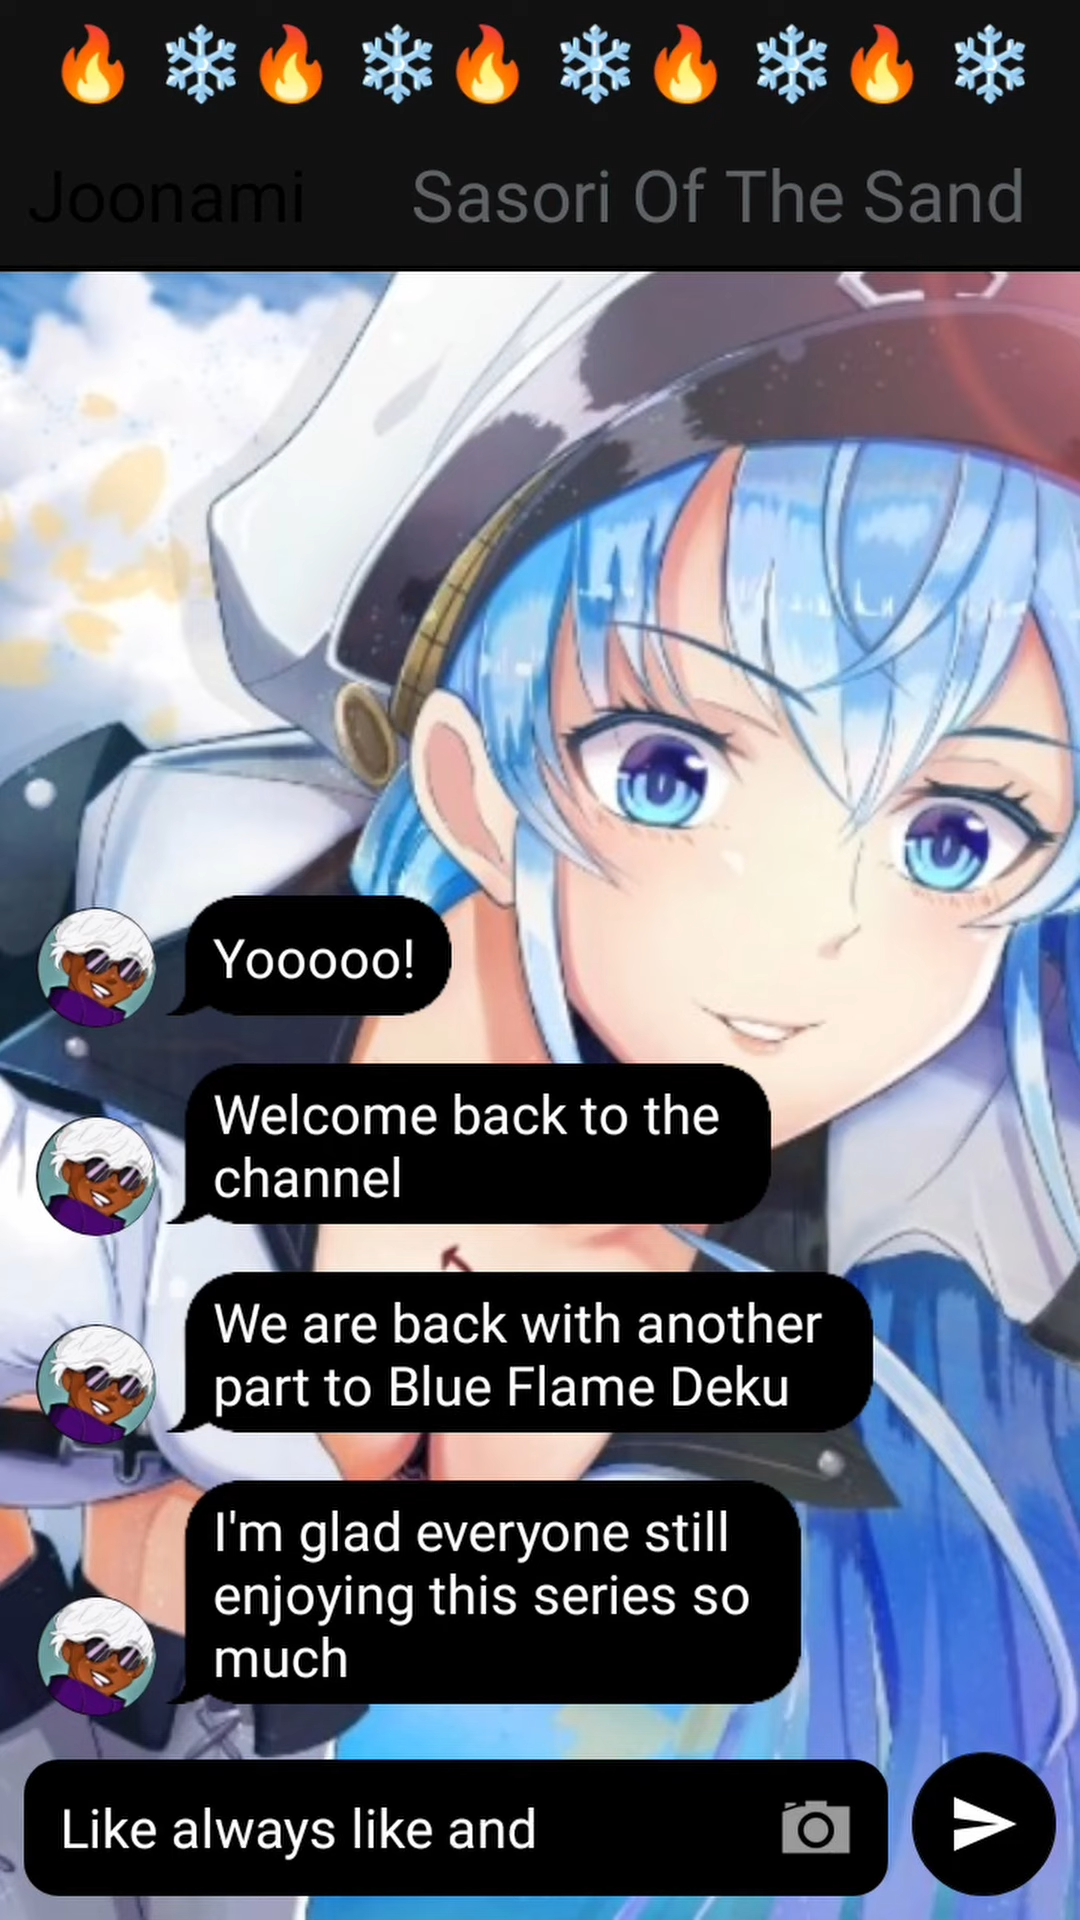 🔥 ❄️🔥 ❄️🔥 ❄️🔥 ❄️🔥 ❄️
Joonami Sasori Of The Sand
Yooooo!
Welcome back to the
channel
We are back with another
part to Blue Flame Deku
I'm glad everyone still
enjoying this series so
much
Like always like and